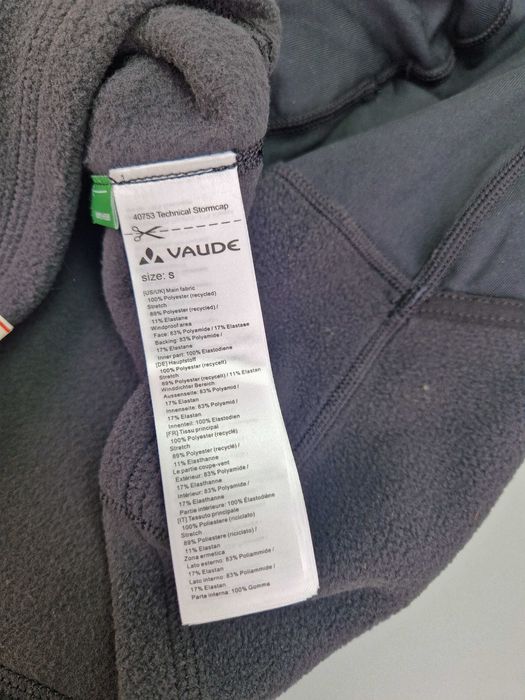 40753 Technical Stormcap
VAUDE
size: S
[US/UK] Main fabric
100% Polyester (recycled)
Stretch
89% Polyester (recycled) /
11% Elastane
Windproof area
Face: 83% Polyamide / 17% Elastase
Backing: 83% Polyamide /
17% Elastane
Inner part: 100% Elastodiene
[DE] Hauptstoff
100% Polyester (recycelt)
Stretch
89% Polyester (recycelt) / 11% Elastan
Winddichter Bereich
Aussenseite: 83% Polyamid /
17% Elastan
Innenseite: 83% Polyamid /
17% Elastan
Innenteil: 100% Elastodien
[FR] Tissu principal
100% Polyester (recyclé)
Stretch
89% Polyester (recyclé) /
11% Elasthanne
Le partie coupe-vent
Extérieur: 83% Polyamide /
17% Elasthanne
Intérieur: 83% Polyamide /
17% Elasthanne
Partie intérieure: 100% Elastodiène
[IT] Tessuto principale
100% Poliestere (riciclato)
Stretch
89% Poliestere (riciclato) /
11% Elastan
Zona ermetica
Lato esterno: 83% Poliammide /
17% Elastan
Lato interno: 83% Poliammide /
17% Elastan
Parte interna: 100% Gomma